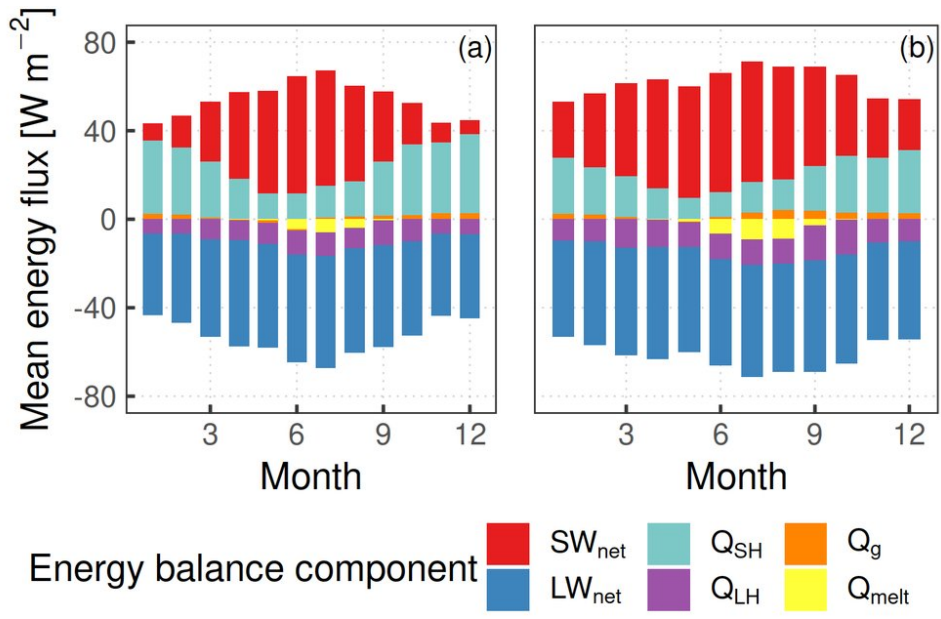 Mean energy flux [W m⁻²]
80
40
0
-40
-80
(a)
3 6 9 12
Month
(b)
3 6 9 12
Month
Energy balance component
SWnet QSH Qg
LWnet QLH Qmelt